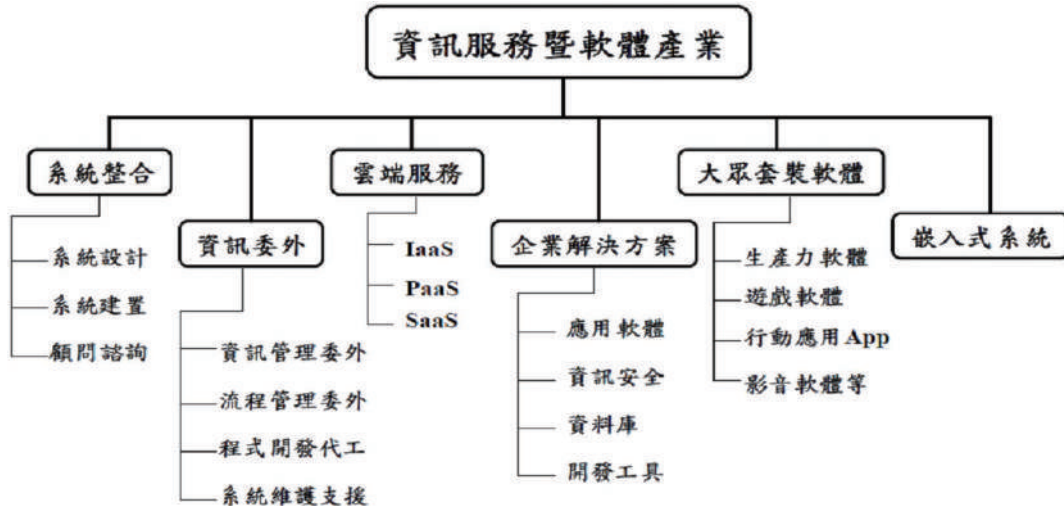 資訊服務暨軟體產業
系統整合
系統設計
系統建置
顧問諮詢
資訊委外
資訊管理委外
流程管理委外
程式開發代工
系統維護支援
雲端服務
IaaS
PaaS
SaaS
企業解決方案
應用軟體
資訊安全
資料庫
開發工具
大眾套裝軟體
生產力軟體
遊戲軟體
行動應用App
影音軟體等
嵌入式系統